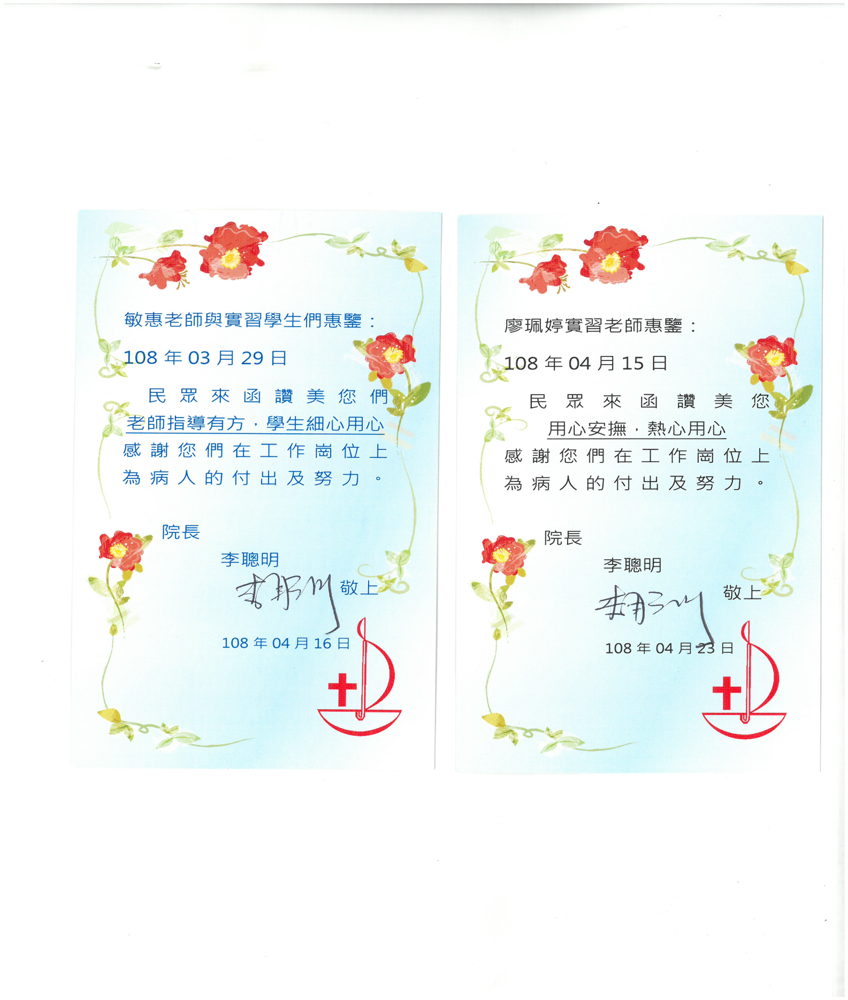 敏惠老師與實習學生們惠鑒：
108 年 03 月 29 日
民眾來函讚美您們
老師指導有方，學生細心用心
感謝您們在工作崗位上
為病人的付出及努力。
院長
李聰明
敬上
108 年 04 月 16 日
廖珮婷實習老師惠鑒：
108 年 04 月 15 日
民眾來函讚美您
用心安撫，熱心用心
感謝您們在工作崗位上
為病人的付出及努力。
院長
李聰明
敬上
108 年 04 月 23 日